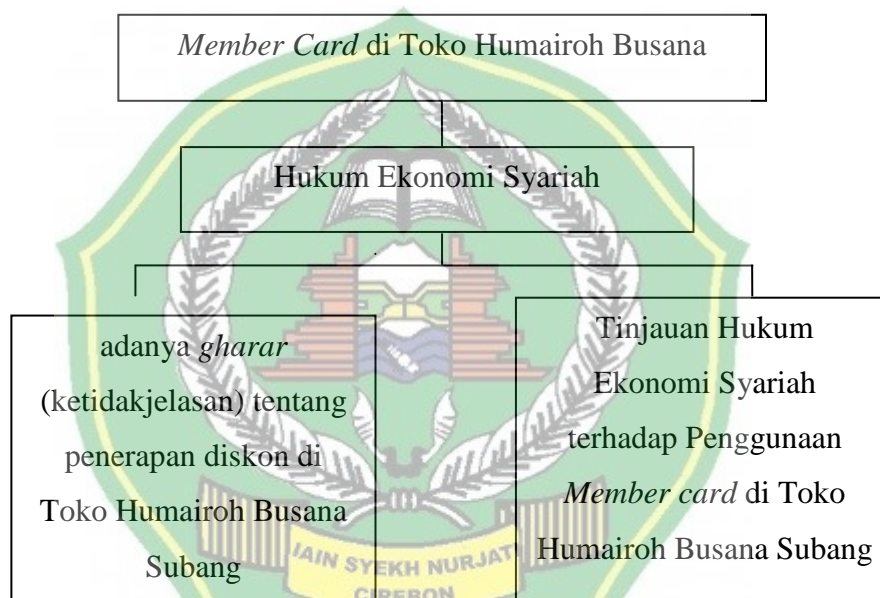 Member Card di Toko Humairoh Busana
Hukum Ekonomi Syariah
adanya gharar
(ketidakjelasan) tentang
penerapan diskon di
Toko Humairoh Busana
Subang
Tinjauan Hukum
Ekonomi Syariah
terhadap Penggunaan
Member card di Toko
Humairoh Busana Subang
IAIN SYEKH NURJATI
CIREBON